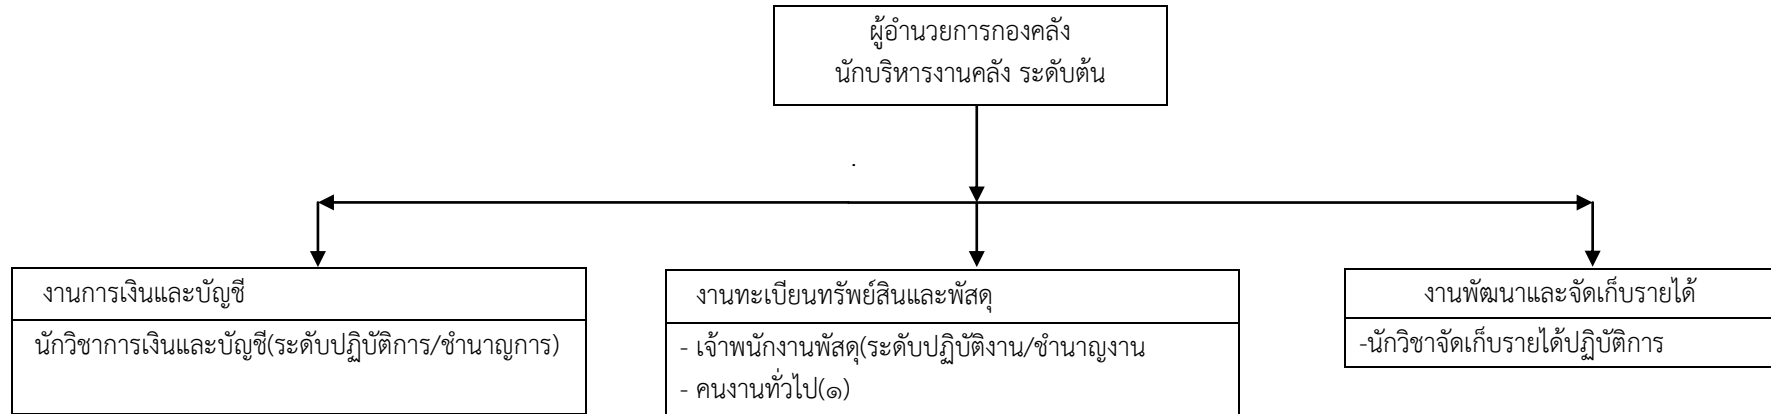 ผู้อำนวยการกองคลัง
นักบริหารงานคลัง ระดับต้น
.
งานการเงินและบัญชี
นักวิชาการเงินและบัญชี(ระดับปฏิบัติการ/ชำนาญการ)
งานทะเบียนทรัพย์สินและพัสดุ
- เจ้าพนักงานพัสดุ(ระดับปฏิบัติงาน/ชำนาญงาน
- คนงานทั่วไป(๑)
งานพัฒนาและจัดเก็บรายได้
-นักวิชาจัดเก็บรายได้ปฏิบัติการ